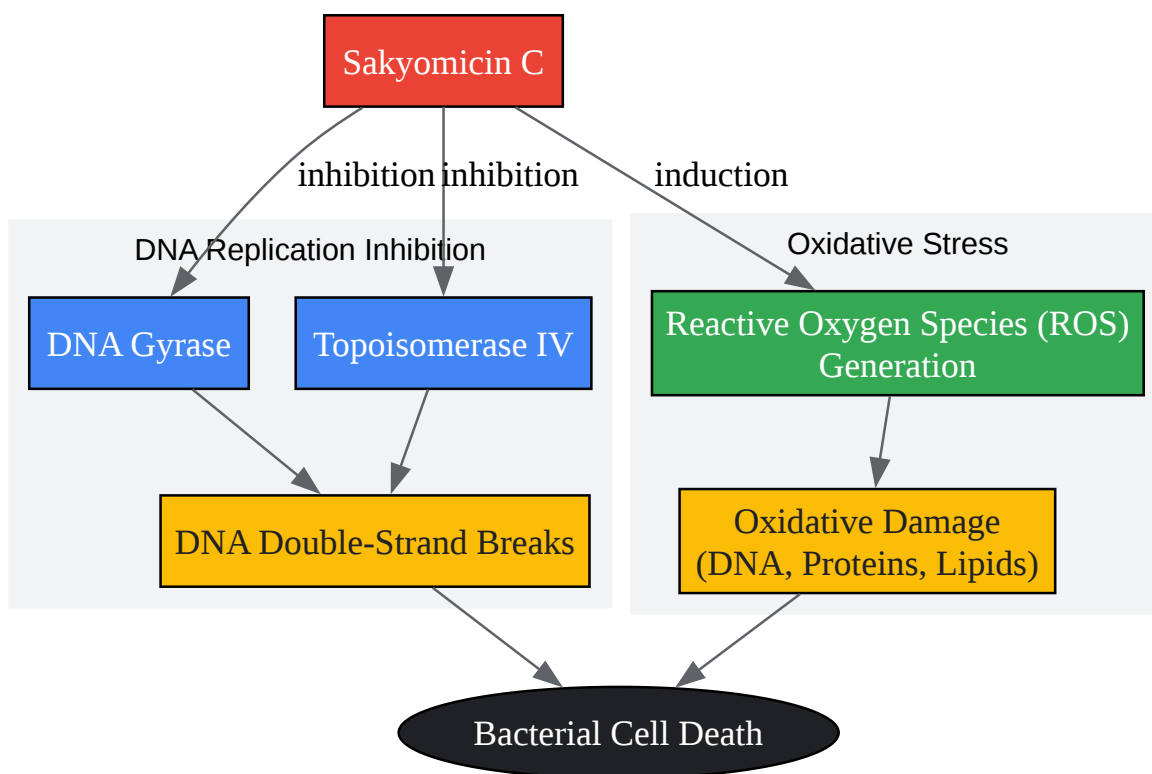 Sakyomicin C
inhibition
inhibition
induction
DNA Replication Inhibition
Oxidative Stress
DNA Gyrase
Topoisomerase IV
Reactive Oxygen Species (ROS)
Generation
DNA Double-Strand Breaks
Oxidative Damage
(DNA, Proteins, Lipids)
Bacterial Cell Death